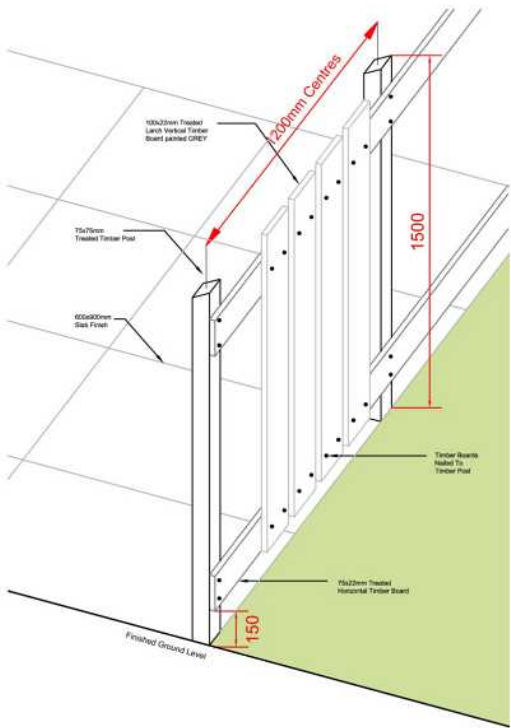 1200mm Centres
100x22mm Treated
Larch Vertical Timber
Board painted GREY
75x75mm
Treated Timber Post
1500
600x900mm
Slab Finish
Timber Boards
Nailed To
Timber Post
75x22mm Treated
Horizontal Timber Board
150
Finished Ground Level